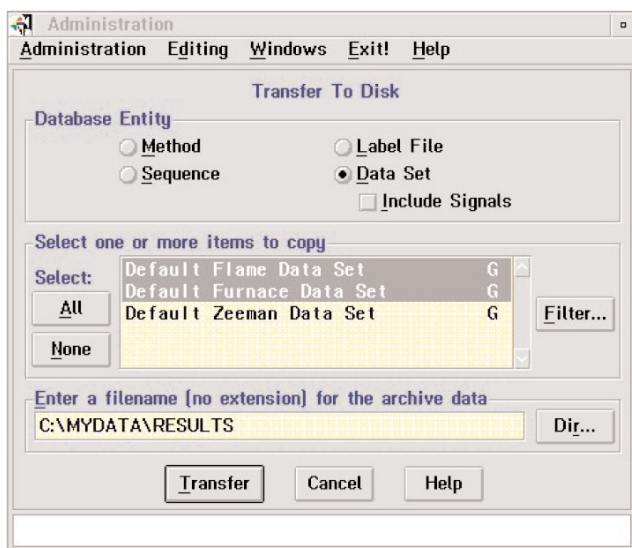 Administration
Administration Editing Windows Exit! Help
Transfer To Disk
Database Entity
Method Label File
Sequence Data Set
Include Signals
Select one or more items to copy
Select:
Default Flame Data Set G
Default Furnace Data Set G
All
Default Zeeman Data Set G
Filter...
None
Enter a filename (no extension) for the archive data
C:\MYDATA\RESULTS Dir...
Transfer Cancel Help